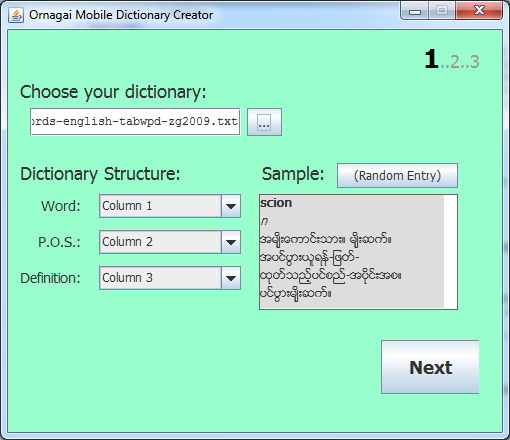 Ornagai Mobile Dictionary Creator
1..2..3
Choose your dictionary:
ords-english-tabwpd-zg2009.txt
...
Dictionary Structure:
Sample:
(Random Entry)
Word:
Column 1
P.O.S.:
Column 2
Definition:
Column 3
scion
n
အမျိုးကောင်းသား။ မျိုးဆက်။
အပင်ပွားယူရန်-ဖြတ်-
ထုတ်သည့်ပင်စည်-အပိုင်းအစ။
ပင်ပွားမျိုးဆက်။
Next